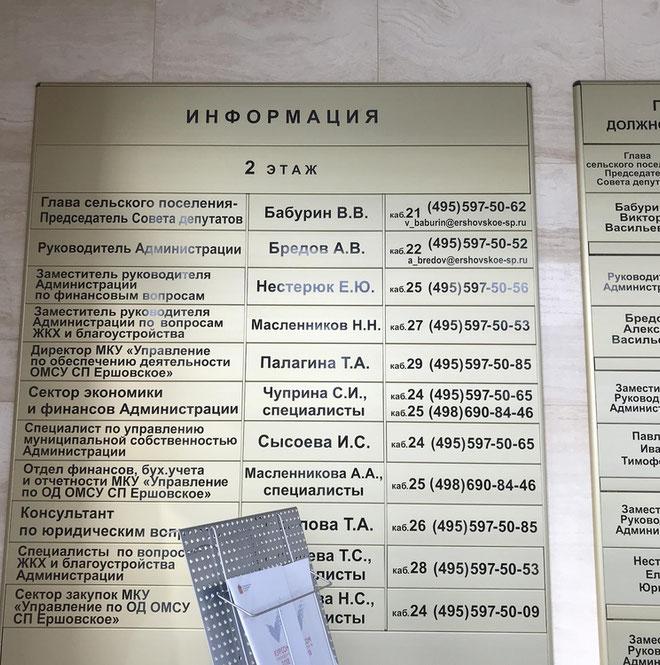 ИНФОРМАЦИЯ
2 ЭТАЖ
Глава сельского поселения-
Председатель Совета депутатов
Бабурин В.В.
каб.21 (495)597-50-62
v_baburin@ershovskoe-sp.ru
Руководитель Администрации
Бредов А.В.
каб.22 (495)597-50-52
a_bredov@ershovskoe-sp.ru
Заместитель руководителя
Администрации
по финансовым вопросам
Нестерюк Е.Ю.
каб.25 (495)597-50-56
Заместитель руководителя
Администрации по вопросам
ЖКХ и благоустройства
Масленников Н.Н.
каб.27 (495)597-50-53
Директор МКУ «Управление
по обеспечению деятельности
ОМСУ СП Ершовское»
Палагина Т.А.
каб.29 (495)597-50-85
Сектор экономики
и финансов Администрации
Чуприна С.И.,
специалисты
каб.24 (495)597-50-65
каб.25 (498)690-84-46
Специалист по управлению
муниципальной собственностью
Администрации
Сысоева И.С.
каб.24 (495)597-50-65
Отдел финансов, бух.учета
и отчетности МКУ «Управление
по ОД ОМСУ СП Ершовское»
Масленникова А.А.,
специалисты
каб.25 (498)690-84-46
Консультант
по юридическим
Т.А.
каб.26 (495)597-50-85
Специалисты по
ЖКХ и благоустройства
Администрации
Т.С.,
каб.28 (495)597-50-53
Сектор закупок МКУ
«Управление по ОД ОМСУ
СП Ершовское»
Н.С.,
каб.24 (495)597-50-09
Глава
сельского